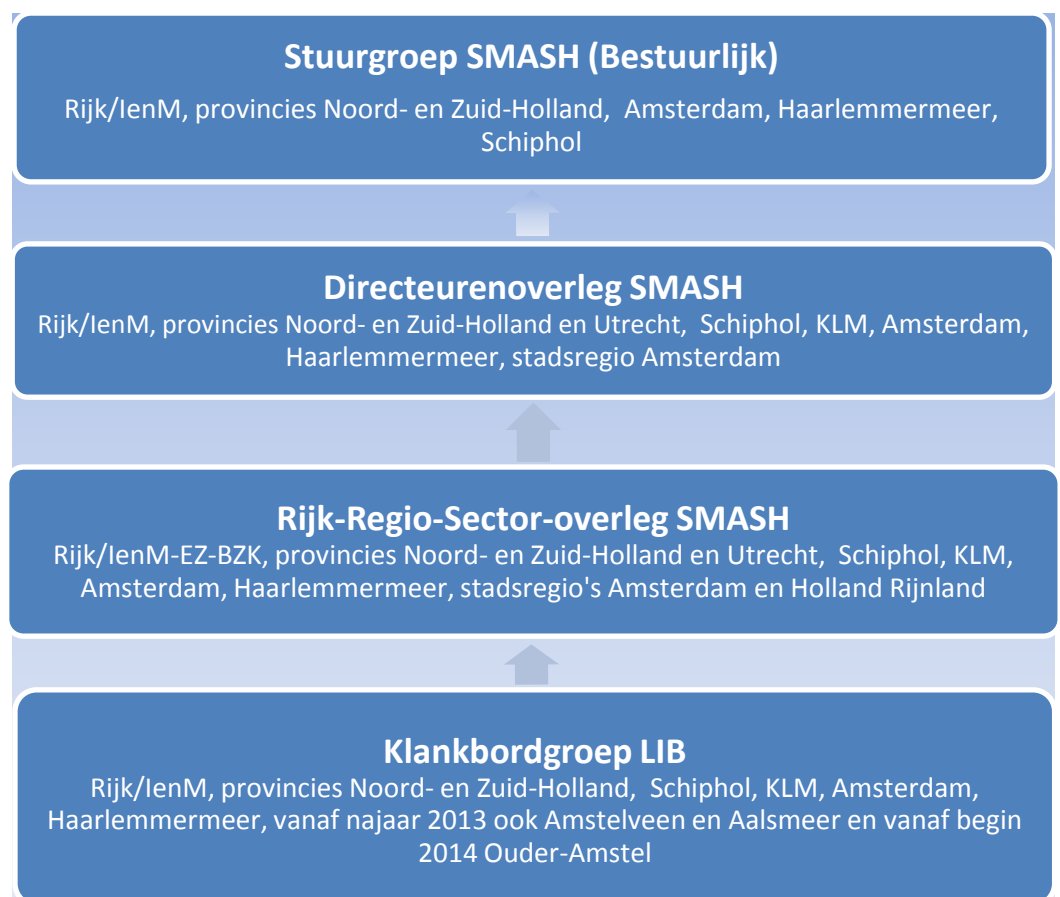 Stuurgroep SMASH (Bestuurlijk)
Rijk/IenM, provincies Noord- en Zuid-Holland, Amsterdam, Haarlemmermeer,
Schiphol
Directeurenoverleg SMASH
Rijk/IenM, provincies Noord- en Zuid-Holland en Utrecht, Schiphol, KLM, Amsterdam,
Haarlemmermeer, stadsregio Amsterdam
Rijk-Regio-Sector-overleg SMASH
Rijk/IenM-EZ-BZK, provincies Noord- en Zuid-Holland en Utrecht, Schiphol, KLM,
Amsterdam, Haarlemmermeer, stadsregio's Amsterdam en Holland Rijnland
Klankbordgroep LIB
Rijk/IenM, provincies Noord- en Zuid-Holland, Schiphol, KLM, Amsterdam,
Haarlemmermeer, vanaf najaar 2013 ook Amstelveen en Aalsmeer en vanaf begin
2014 Ouder-Amstel